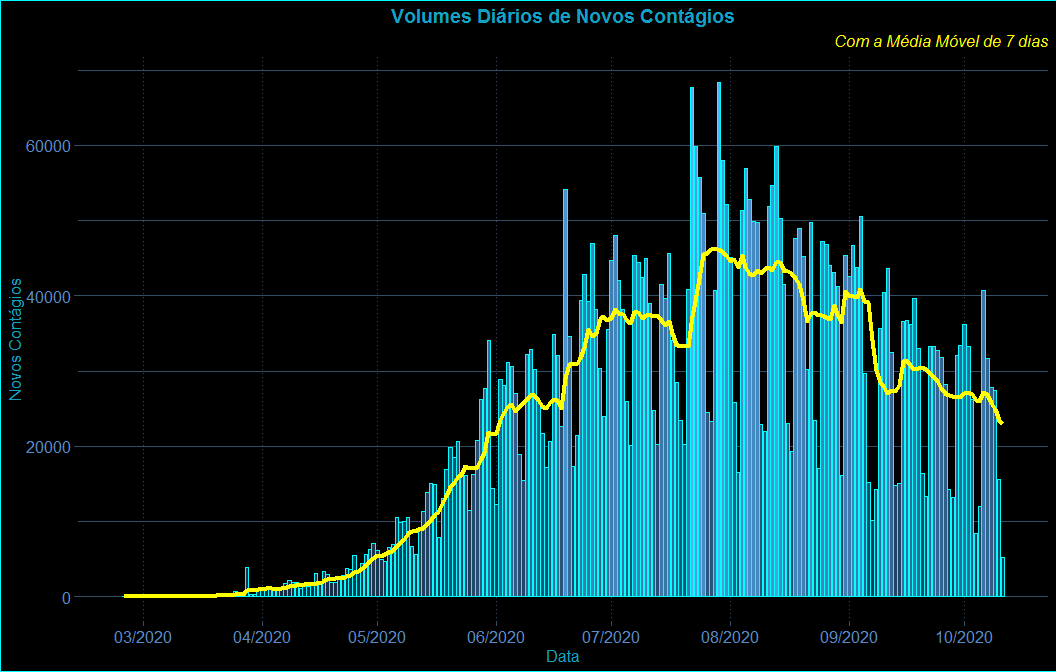 Volumes Diários de Novos Contágios
Com a Média Móvel de 7 dias
Novos Contágios
60000
40000
20000
0
03/2020 04/2020 05/2020 06/2020 07/2020 08/2020 09/2020 10/2020
Data